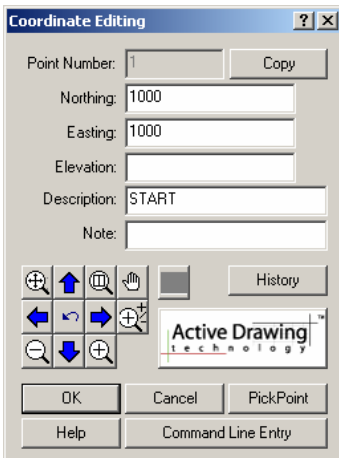 Coordinate Editing
Point Number: 1 Copy
Northing: 1000
Easting: 1000
Elevation:
Description: START
Note:
History
Active Drawing™
technology
OK Cancel PickPoint
Help Command Line Entry